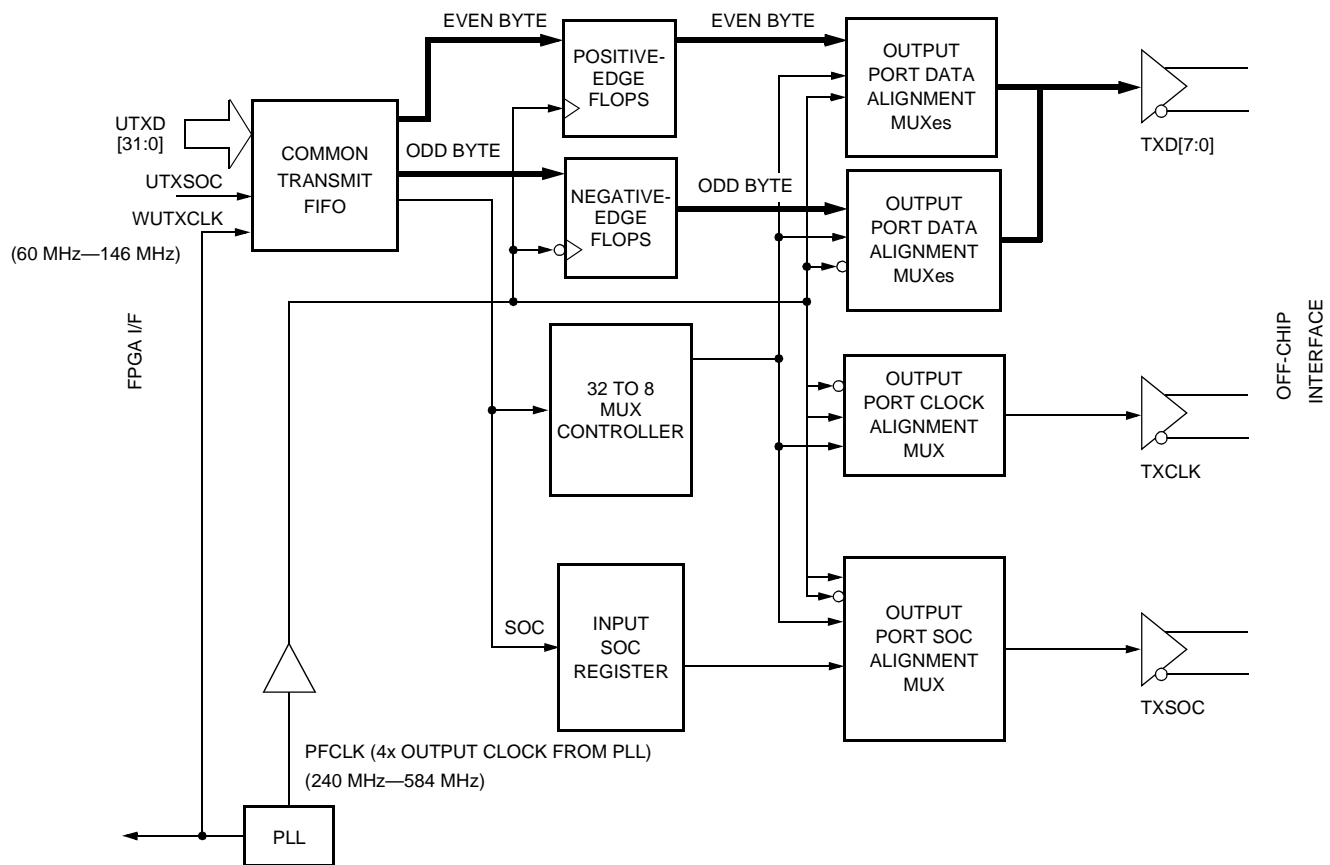 EVEN BYTE
EVEN BYTE
POSITIVE-
EDGE
FLOPS
OUTPUT
PORT DATA
ALIGNMENT
MUXes
UTXD
[31:0]
COMMON
TRANSMIT
FIFO
ODD BYTE
TXD[7:0]
UTXSOC
WUTXCLK
(60 MHz—146 MHz)
NEGATIVE-
EDGE
FLOPS
ODD BYTE
OUTPUT
PORT DATA
ALIGNMENT
MUXes
FPGA I/F
32 TO 8
MUX
CONTROLLER
OUTPUT
PORT CLOCK
ALIGNMENT
MUX
TXCLK
OFF-CHIP
INTERFACE
SOC
INPUT
SOC
REGISTER
OUTPUT
PORT SOC
ALIGNMENT
MUX
TXSOC
PFCLK (4x OUTPUT CLOCK FROM PLL)
(240 MHz—584 MHz)
PLL